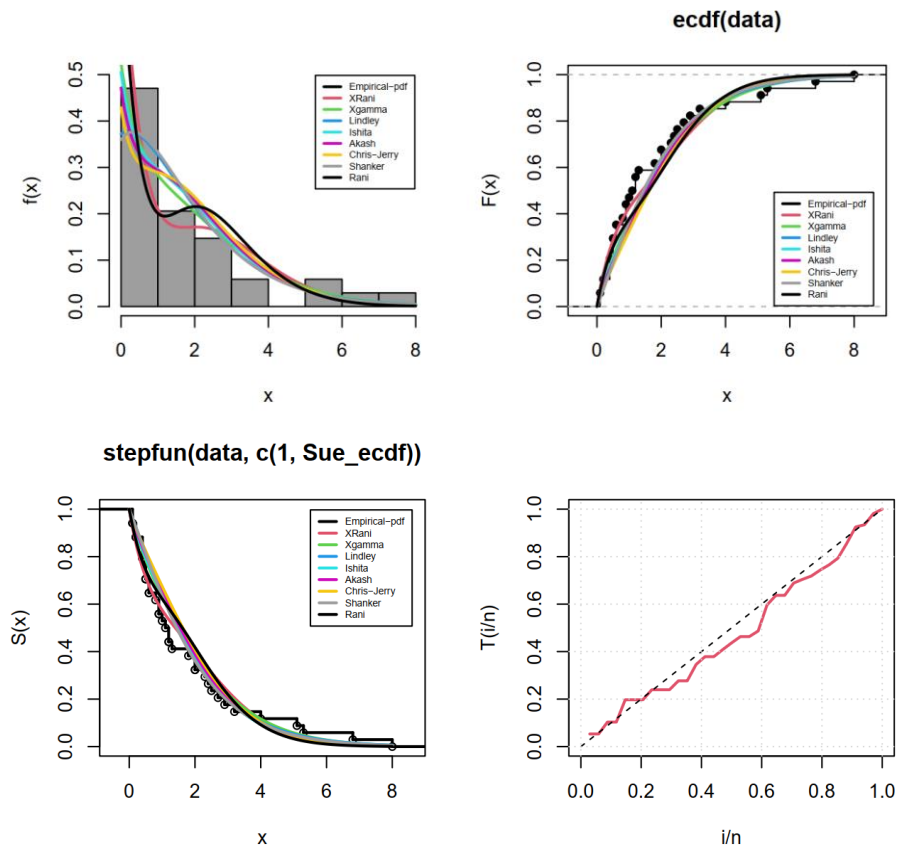 f(x)
0.5
0.4
0.3
0.2
0.1
0.0
0 2 4 6 8
x
Empirical−pdf
XRani
Xgamma
Lindley
Ishita
Akash
Chris−Jerry
Shanker
Rani
ecdf(data)
F(x)
1.0
0.8
0.6
0.4
0.2
0.0
0 2 4 6 8
x
Empirical−pdf
XRani
Xgamma
Lindley
Ishita
Akash
Chris−Jerry
Shanker
Rani
stepfun(data, c(1, Sue_ecdf))
S(x)
1.0
0.8
0.6
0.4
0.2
0.0
0 2 4 6 8
x
Empirical−pdf
XRani
Xgamma
Lindley
Ishita
Akash
Chris−Jerry
Shanker
Rani
T(i/n)
1.0
0.8
0.6
0.4
0.2
0.0
0.0 0.2 0.4 0.6 0.8 1.0
i/n